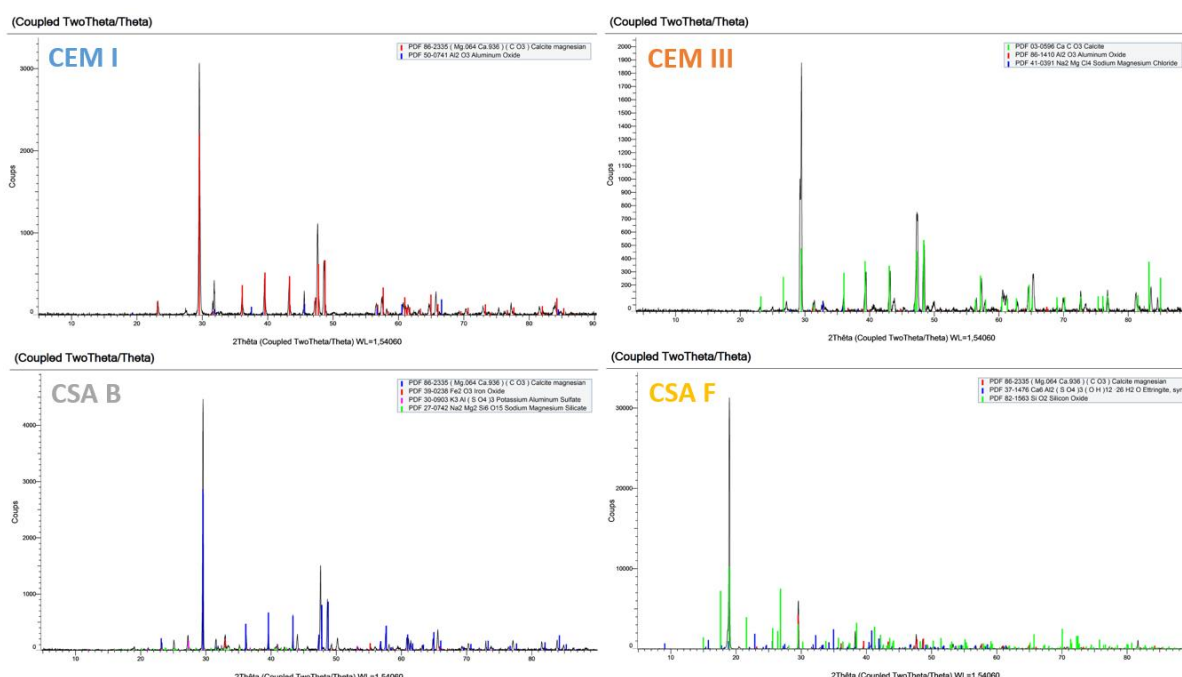 (Coupled TwoTheta/Theta)
CEM I
PDF 86-2335 ( Mg.064 Ca.936 ) ( C O3 ) Calcite magnesian
PDF 50-0741 Al2 O3 Aluminum Oxide
Coups
3000
2000
1000
0
10 20 30 40 50 60 70 80 90
2Thêta (Coupled TwoTheta/Theta) WL=1,54060
(Coupled TwoTheta/Theta)
CEM III
PDF 03-0596 Ca C O3 Calcite
PDF 86-1410 Al2 O3 Aluminum Oxide
PDF 41-0391 Na2 Mg Cl4 Sodium Magnesium Chloride
Coups
2000
1900
1800
1700
1600
1500
1400
1300
1200
1100
1000
900
800
700
600
500
400
300
200
100
0
10 20 30 40 50 60 70 80
2Thêta (Coupled TwoTheta/Theta) WL=1,54060
(Coupled TwoTheta/Theta)
CSA B
PDF 86-2335 ( Mg.064 Ca.936 ) ( C O3 ) Calcite magnesian
PDF 39-0238 Fe2 O3 Iron Oxide
PDF 30-0903 K3 Al ( S O4 )3 Potassium Aluminum Sulfate
PDF 27-0742 Na2 Mg2 Si6 O15 Sodium Magnesium Silicate
Coups
4000
3000
2000
1000
0
10 20 30 40 50 60 70 80
2Thêta (Coupled TwoTheta/Theta) WL=1,54060
(Coupled TwoTheta/Theta)
CSA F
PDF 86-2335 ( Mg.064 Ca.936 ) ( C O3 ) Calcite magnesian
PDF 37-1476 Ca6 Al2 ( S O4 )3 ( O H )12 ·26 H2 O Ettringite, syn
PDF 82-1563 Si O2 Silicon Oxide
Coups
30000
20000
10000
0
10 20 30 40 50 60 70 80
2Thêta (Coupled TwoTheta/Theta) WL=1,54060